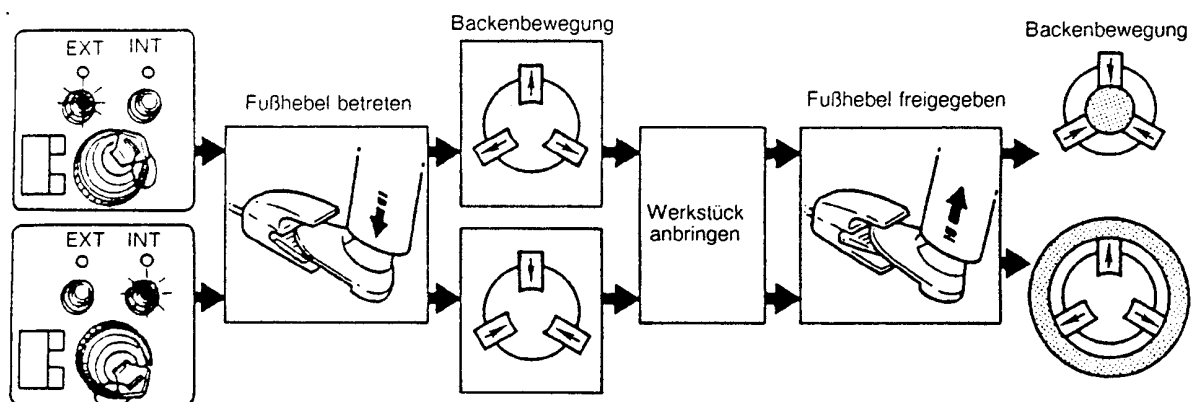 EXT INT
Fußhebel betreten
Backenbewegung
Werkstück
anbringen
Fußhebel freigegeben
Backenbewegung
EXT INT